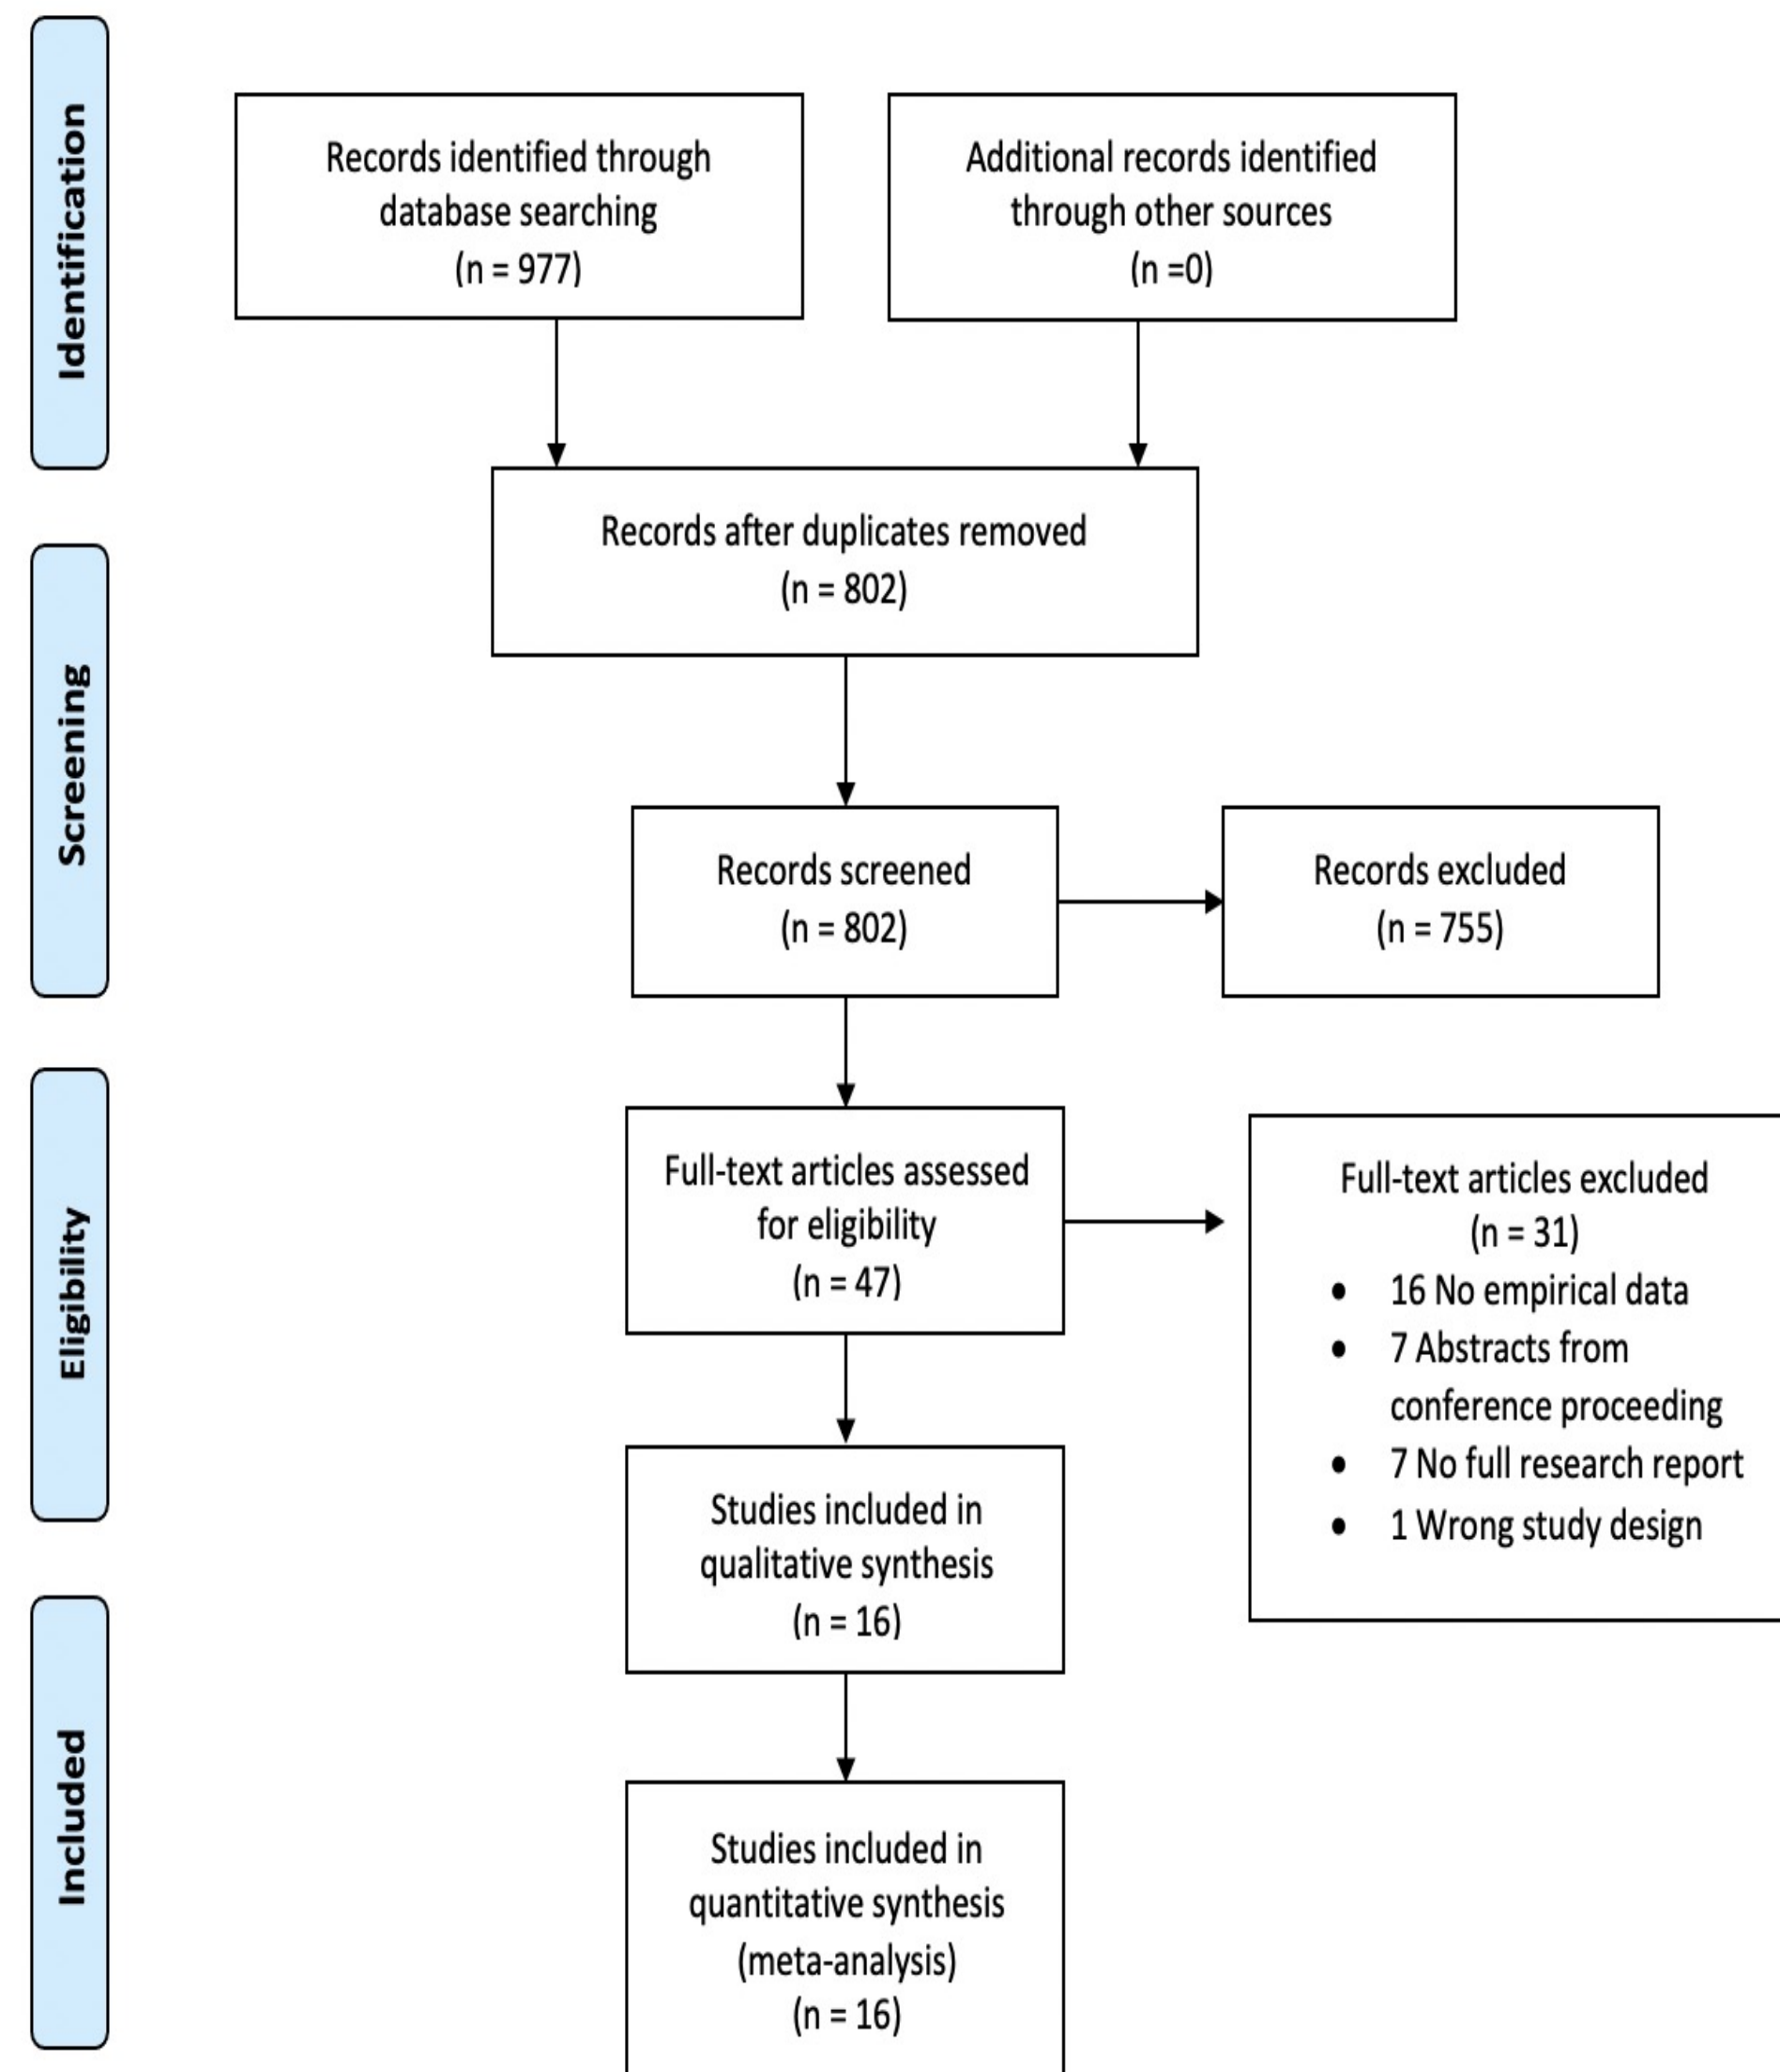 Identification
Records identified through
database searching
(n = 977)
Additional records identified
through other sources
(n =0)
Records after duplicates removed
(n = 802)
Screening
Records screened
(n = 802)
Records excluded
(n = 755)
Eligibility
Full-text articles assessed
for eligibility
(n = 47)
Full-text articles excluded
(n = 31)
• 16 No empirical data
• 7 Abstracts from
conference proceeding
• 7 No full research report
• 1 Wrong study design
Studies included in
qualitative synthesis
(n = 16)
Included
Studies included in
quantitative synthesis
(meta-analysis)
(n = 16)